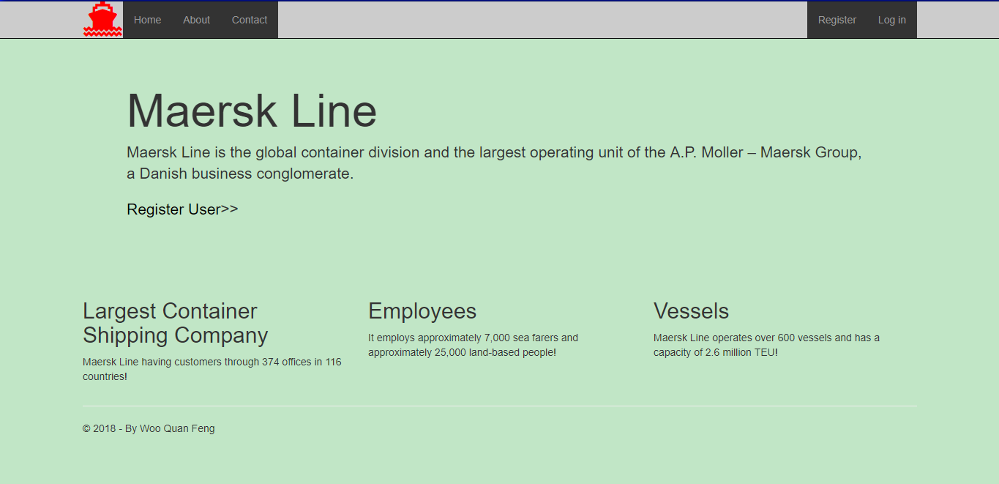 Home About Contact Register Log in
Maersk Line
Maersk Line is the global container division and the largest operating unit of the A.P. Moller – Maersk Group,
a Danish business conglomerate.
Register User>>
Largest Container
Shipping Company
Maersk Line having customers through 374 offices in 116
countries!
Employees
It employs approximately 7,000 sea farers and
approximately 25,000 land-based people!
Vessels
Maersk Line operates over 600 vessels and has a
capacity of 2.6 million TEU!
© 2018 - By Woo Quan Feng